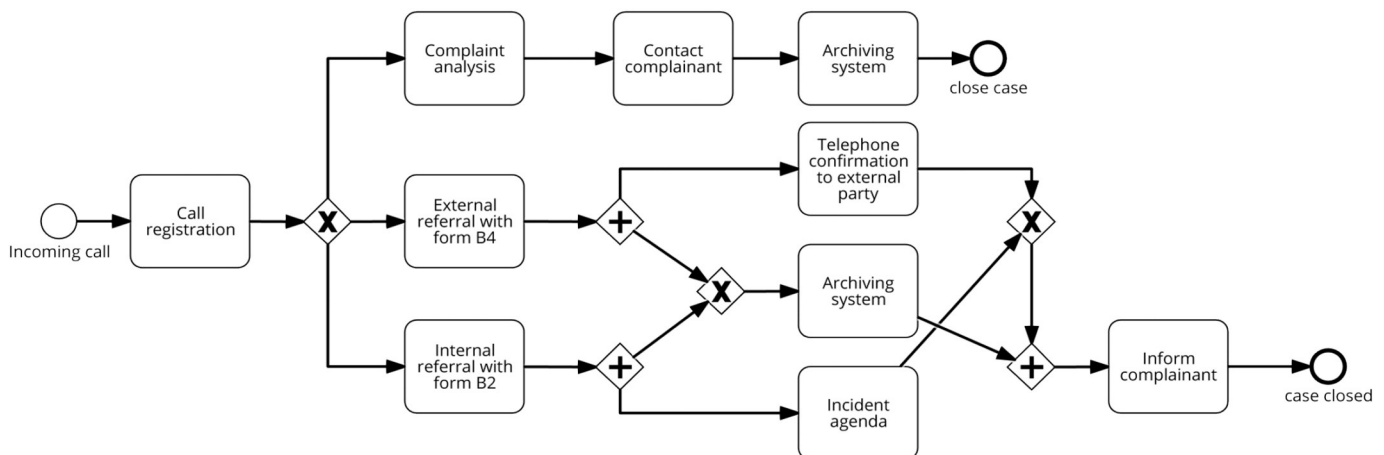 Complaint
analysis
Contact
complainant
Archiving
system
close case
Telephone
confirmation
to external
party
Incoming call
Call
registration
X
External
referral with
form B4
+
X
X
Archiving
system
Internal
referral with
form B2
+
Incident
agenda
+
Inform
complainant
case closed